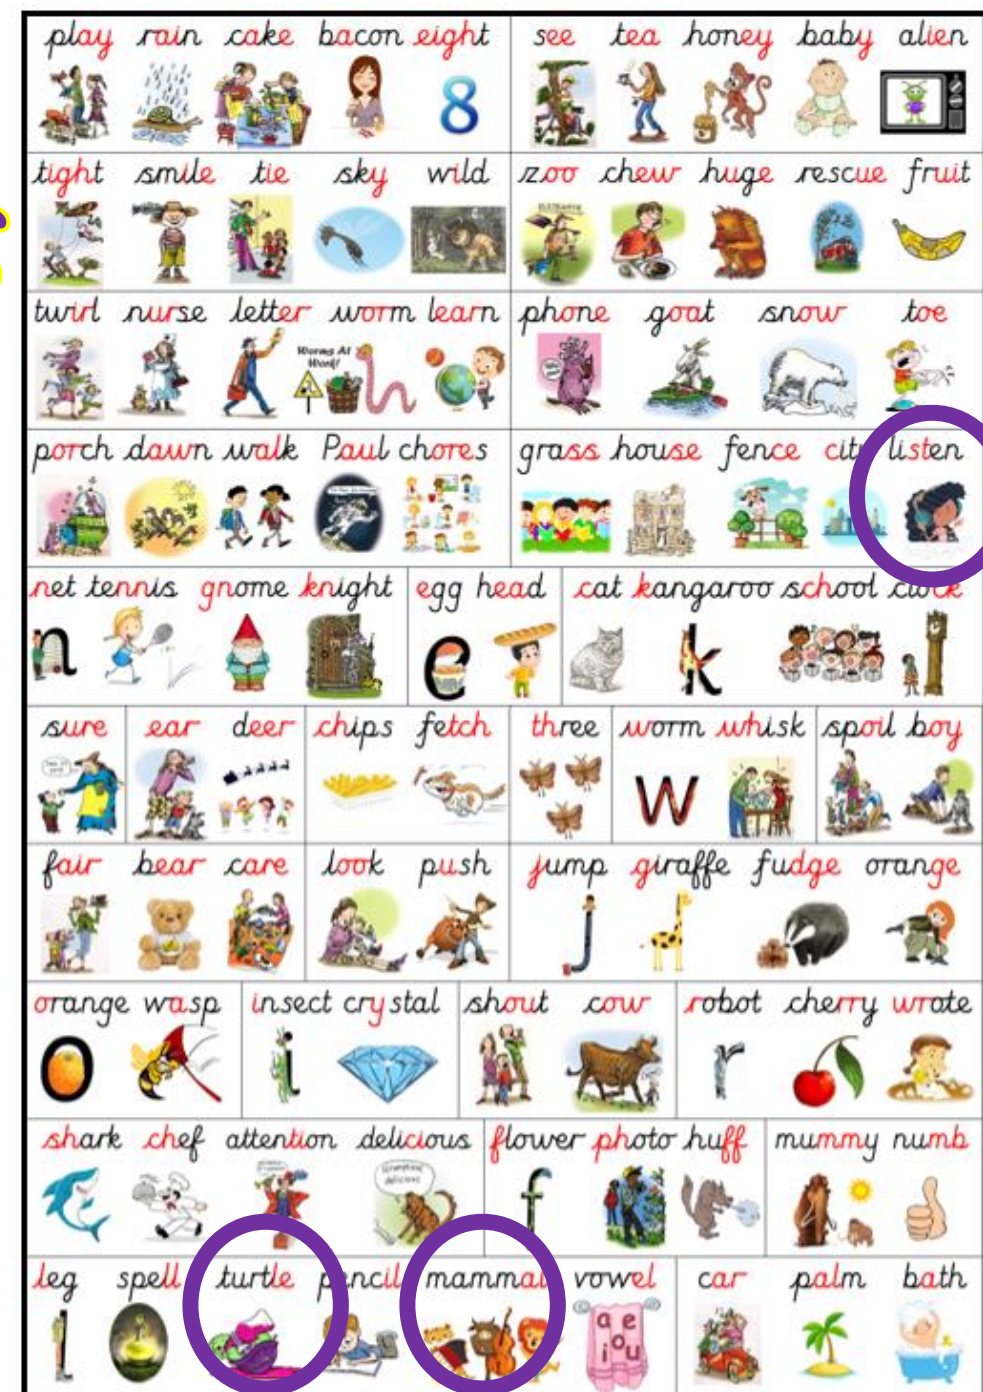 play rain cake bacon eight see tea honey baby alien
8
tight smile tie sky wild zoo chew huge rescue fruit
twirl nurse letter worm learn phone goat snow toe
Worms At
Work!
porch dawn walk Paul chores grass house fence city listen
net tennis gnome knight egg head cat kangaroo school clock
n e k
sure ear deer chips fetch three worm whisk spoil boy
w
fair bear care look push jump giraffe fudge orange
j
orange wasp insect crystal shout cow robot cherry wrote
o i r
shark chef attention delicious flower photo huff mummy numb
f
leg spell turtle pencil mammal vowel car palm bath
l
a e
i o u